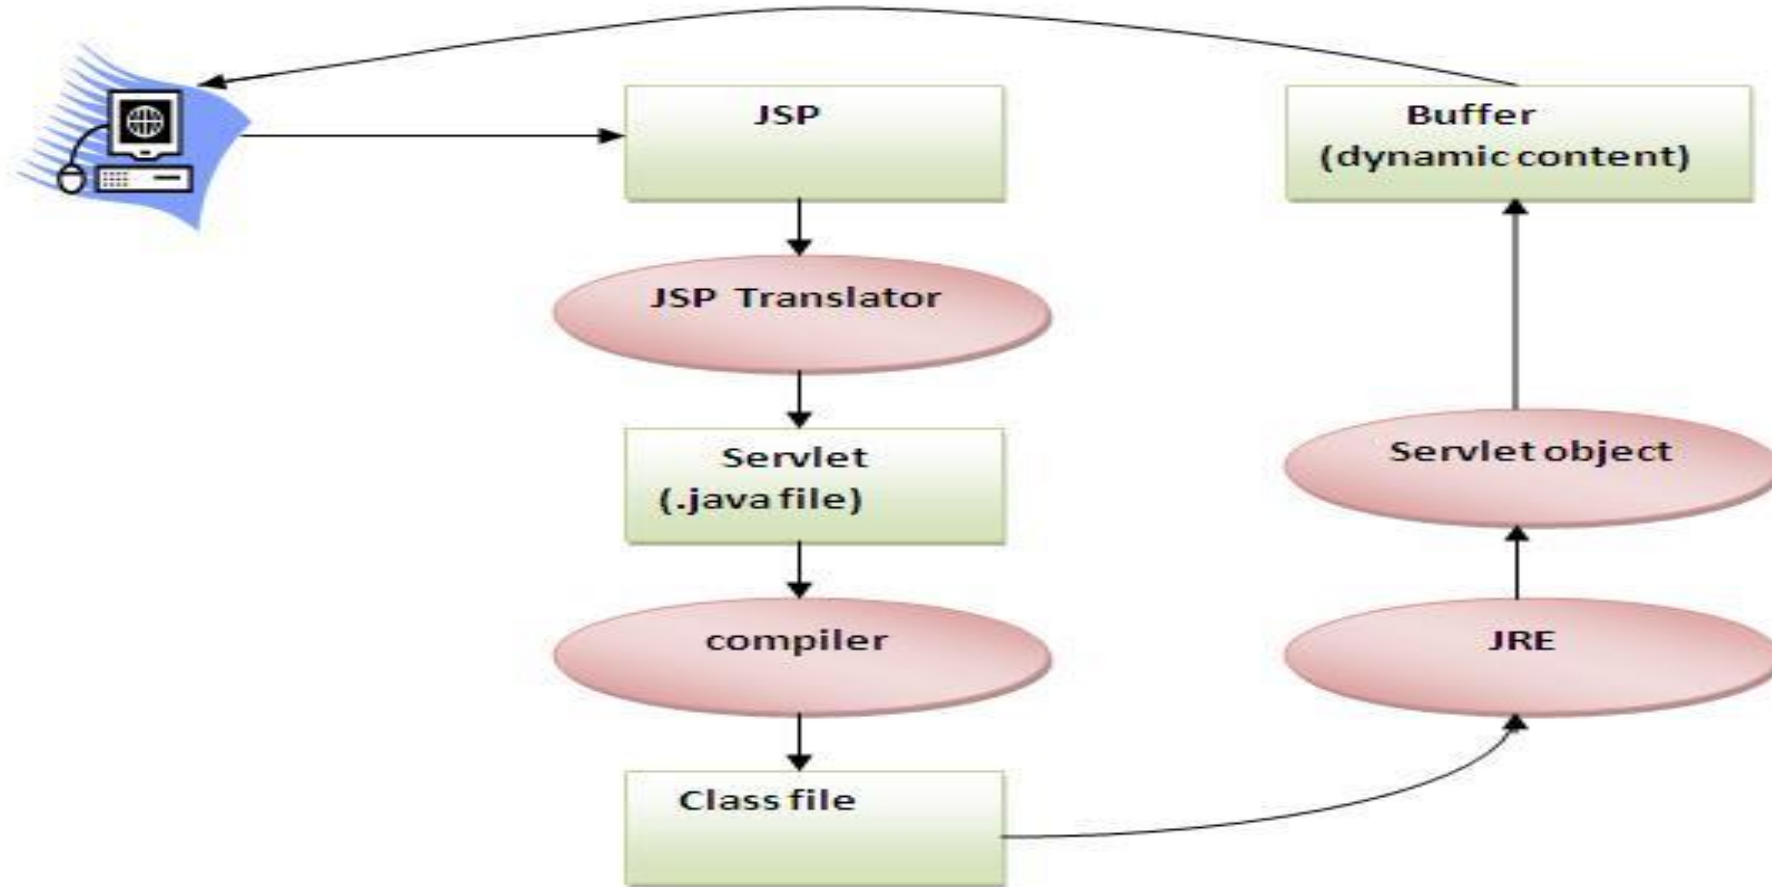 JSP
JSP Translator
Servlet
(.java file)
compiler
Class file
JRE
Servlet object
Buffer
(dynamic content)